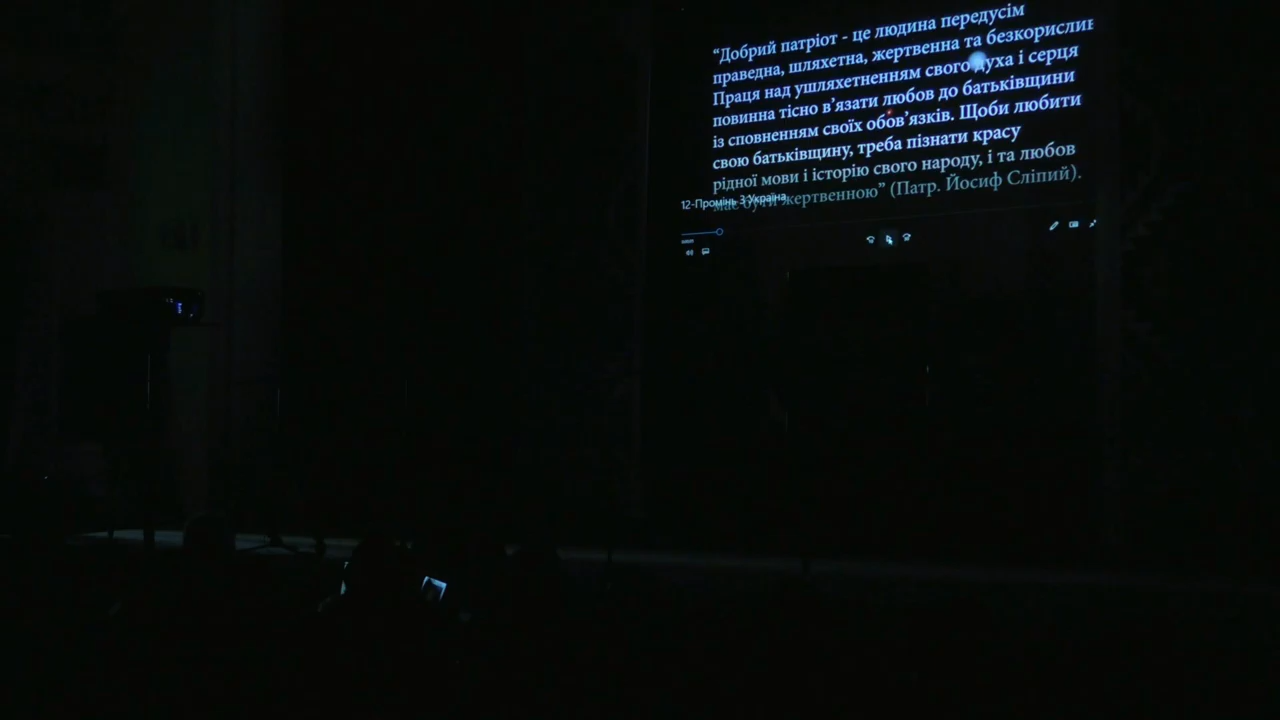 “Добрий патріот - це людина передусім
праведна, шляхетна, жертвенна та безкорислив
Праця над ушляхетненням свого духа і серця
повинна тісно в’язати любов до батьківщини
із сповненням своїх обов’язків. Щоби любити
свою батьківщину, треба пізнати красу
рідної мови і історію свого народу, і та любов
має бути жертвенною” (Патр. Йосиф Сліпий).
12-Промінь З Україна